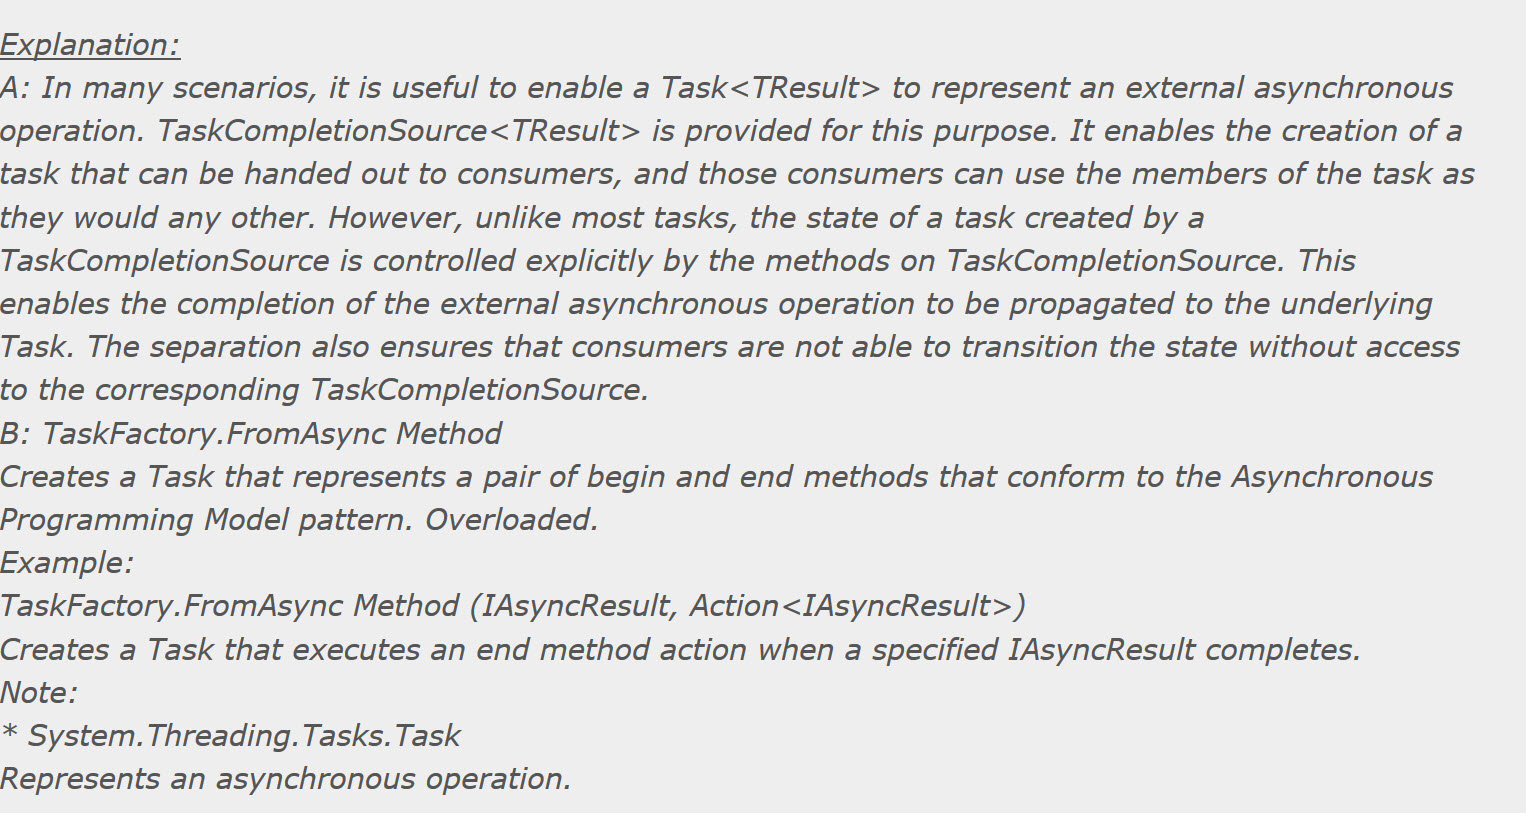 Explanation:
A: In many scenarios, it is useful to enable a Task<TResult> to represent an external asynchronous
operation. TaskCompletionSource<TResult> is provided for this purpose. It enables the creation of a
task that can be handed out to consumers, and those consumers can use the members of the task as
they would any other. However, unlike most tasks, the state of a task created by a
TaskCompletionSource is controlled explicitly by the methods on TaskCompletionSource. This
enables the completion of the external asynchronous operation to be propagated to the underlying
Task. The separation also ensures that consumers are not able to transition the state without access
to the corresponding TaskCompletionSource.
B: TaskFactory.FromAsync Method
Creates a Task that represents a pair of begin and end methods that conform to the Asynchronous
Programming Model pattern. Overloaded.
Example:
TaskFactory.FromAsync Method (IAsyncResult, Action<IAsyncResult>)
Creates a Task that executes an end method action when a specified IAsyncResult completes.
Note:
* System.Threading.Tasks.Task
Represents an asynchronous operation.